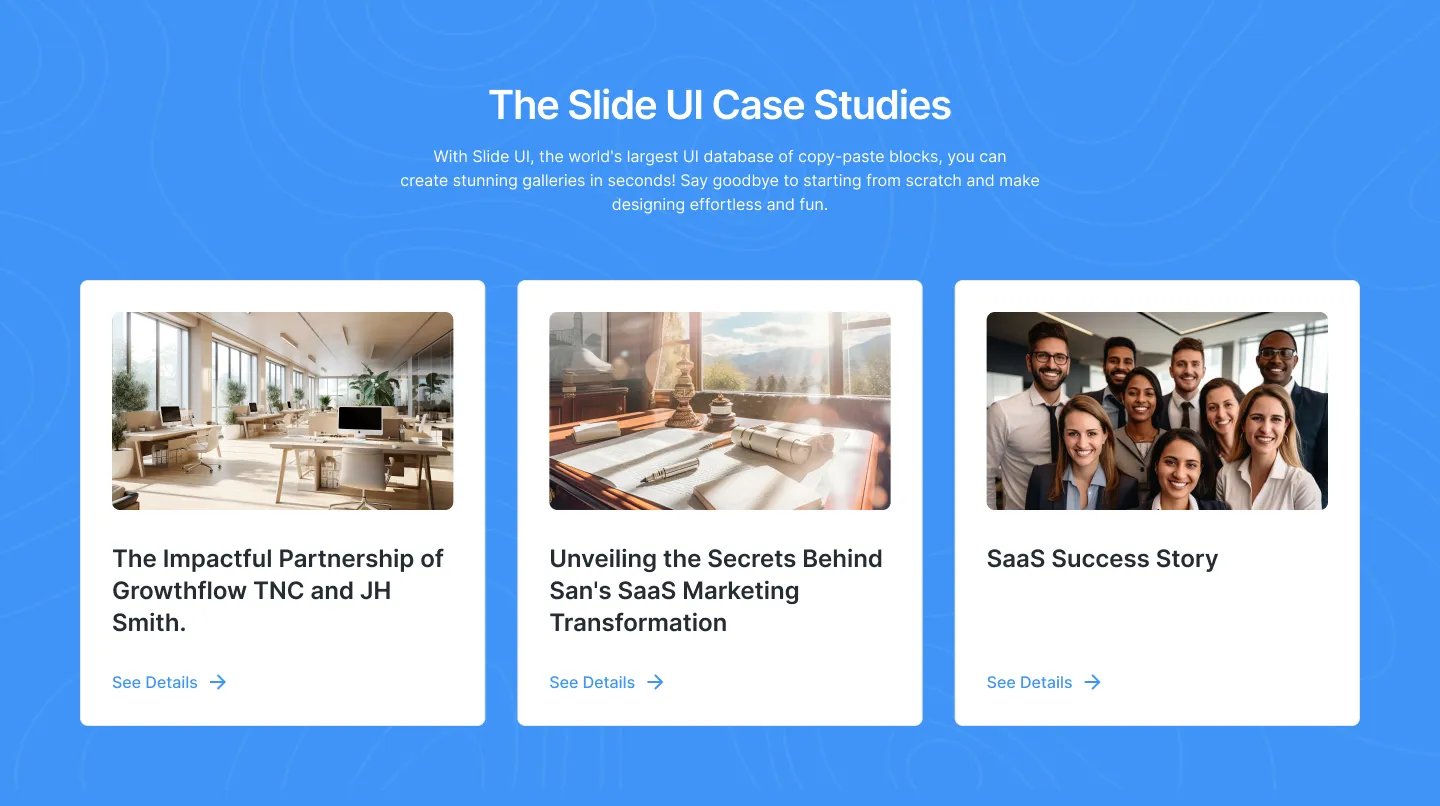 The Slide UI Case Studies
With Slide UI, the world's largest UI database of copy-paste blocks, you can
create stunning galleries in seconds! Say goodbye to starting from scratch and make
designing effortless and fun.
The Impactful Partnership of
Growthflow TNC and JH
Smith.
See Details
Unveiling the Secrets Behind
San's SaaS Marketing
Transformation
See Details
SaaS Success Story
See Details